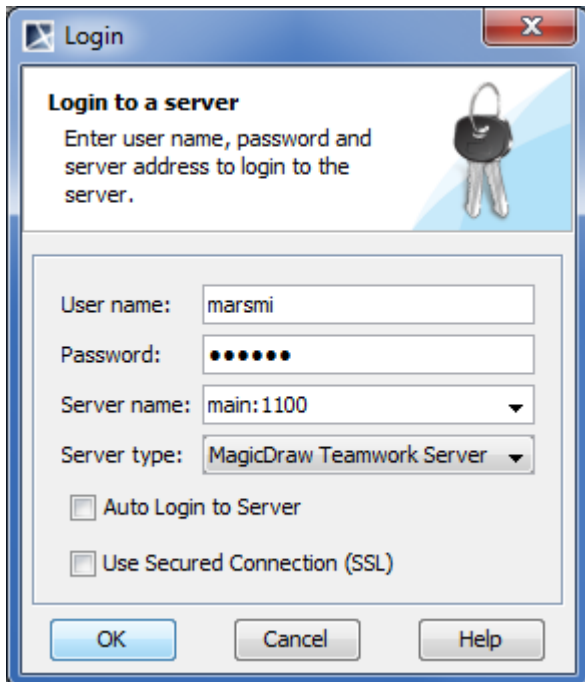 Login
Login to a server
Enter user name, password and
server address to login to the
server.
User name: marsmi
Password: ●●●●●●
Server name: main:1100
Server type: MagicDraw Teamwork Server
Auto Login to Server
Use Secured Connection (SSL)
OK Cancel Help